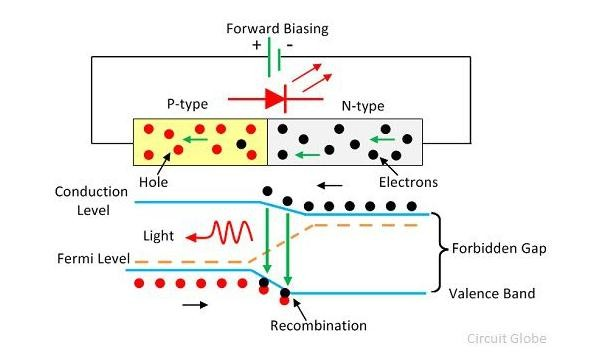 Forward Biasing
+ -
P-type
N-type
Hole
Electrons
Conduction
Level
Light
Forbidden Gap
Fermi Level
Valence Band
Recombination
Circuit Globe